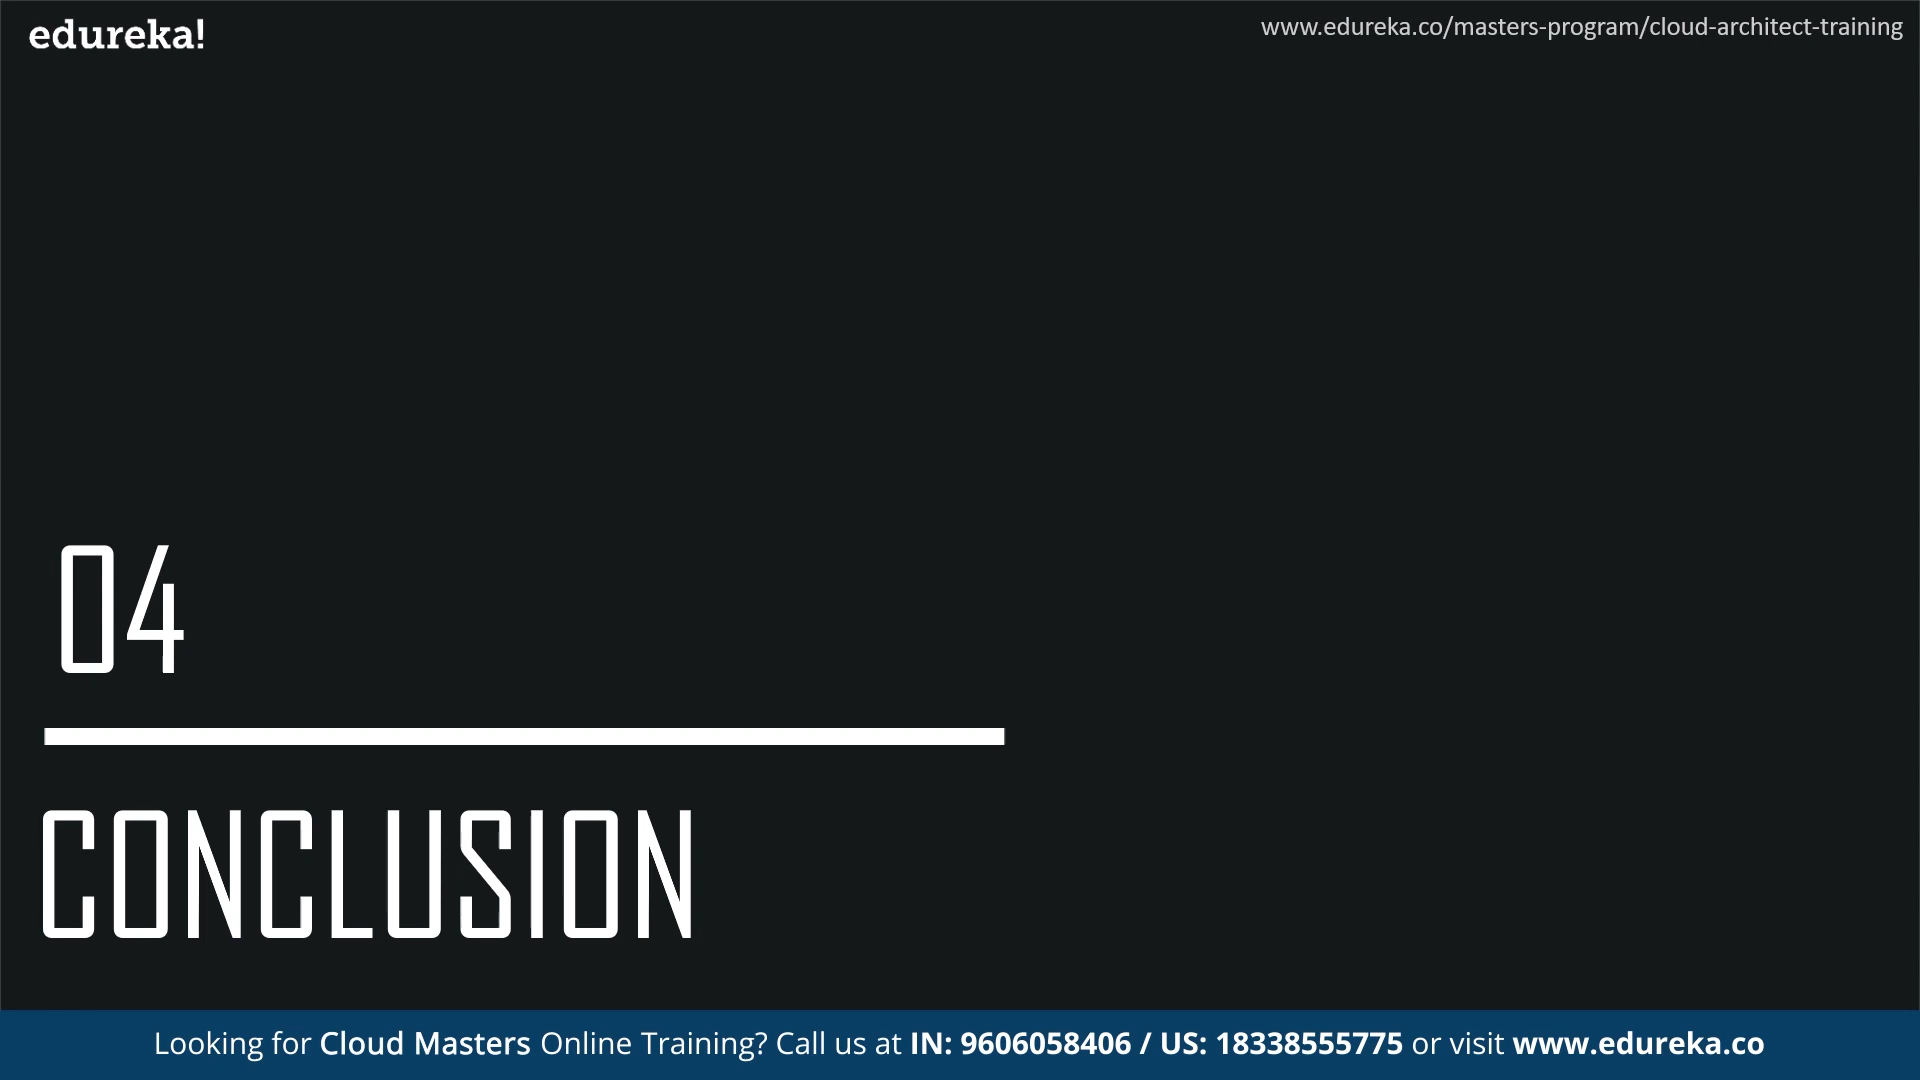 edureka!
www.edureka.co/masters-program/cloud-architect-training
04
CONCLUSION
Looking for Cloud Masters Online Training? Call us at IN: 9606058406 / US: 18338555775 or visit www.edureka.co